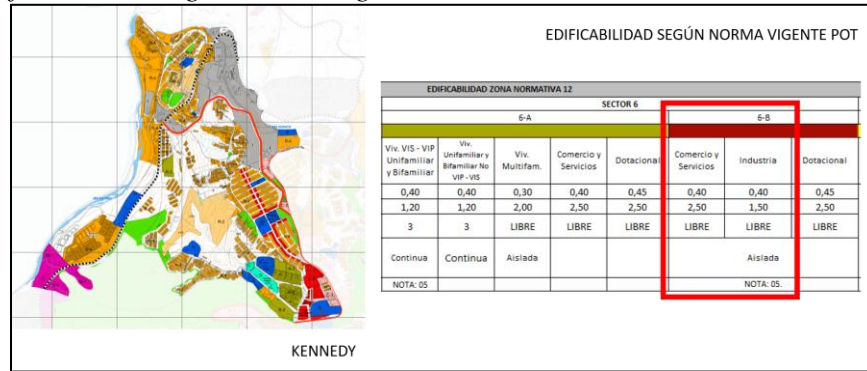 EDIFICABILIDAD SEGÚN NORMA VIGENTE POT
EDIFICABILIDAD ZONA NORMATIVA 12
SECTOR 6
6-A 6-B
Viv. VIS - VIP Unifamiliar y Bifamiliar Viv. Unifamiliar y Bifamiliar No VIP - VIS Viv. Multifam. Comercio y Servicios Dotacional Comercio y Servicios Industria Dotacional
0,40 0,40 0,30 0,40 0,45 0,40 0,40 0,45
1,20 1,20 2,00 2,50 2,50 2,50 1,50 2,50
3 3 LIBRE LIBRE LIBRE LIBRE LIBRE LIBRE
Continua Continua Aislada Aislada
NOTA: 05 NOTA: 05.
KENNEDY